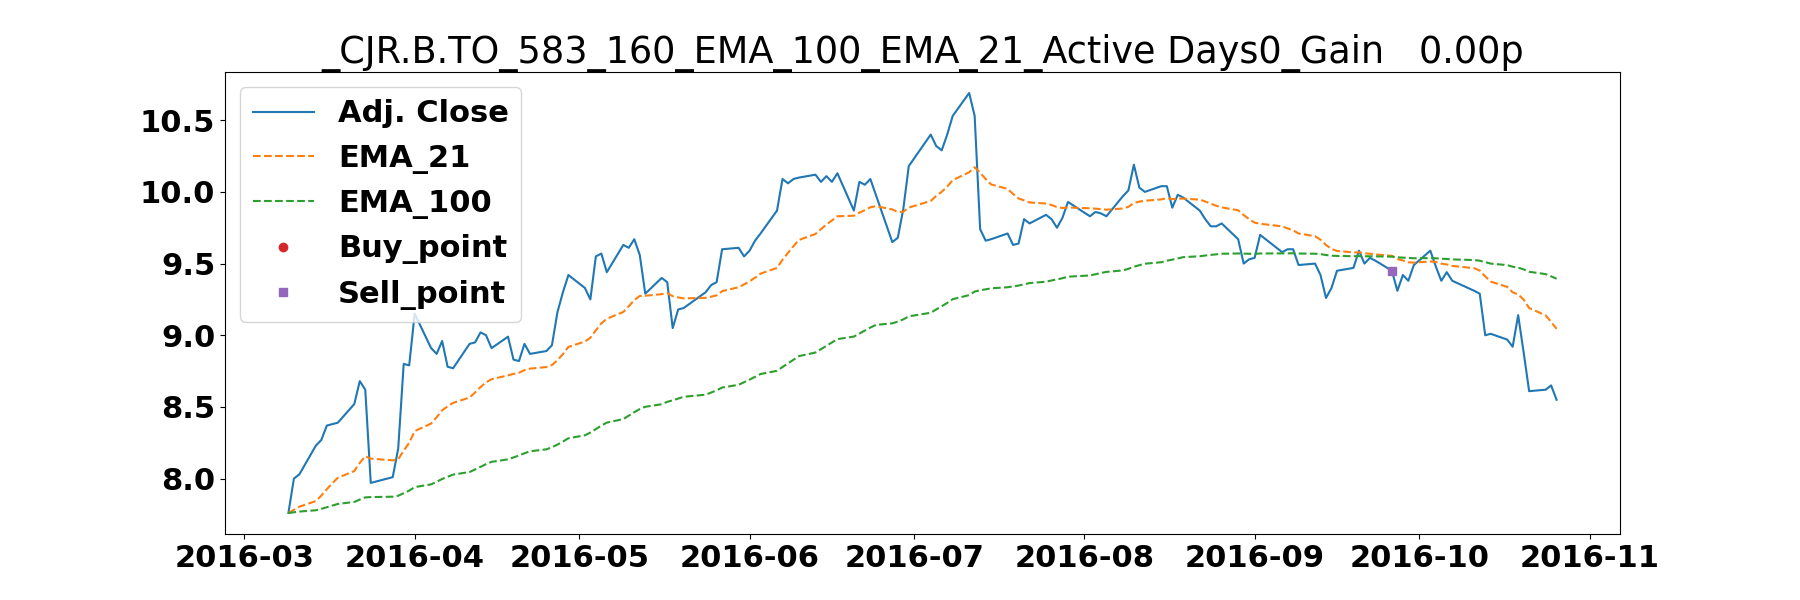 _CJR.B.TO_583_160_EMA_100_EMA_21_Active Days0_Gain   0.00p
Adj. Close
EMA_21
EMA_100
Buy_point
Sell_point
10.5
10.0
9.5
9.0
8.5
8.0
2016-03 2016-04 2016-05 2016-06 2016-07 2016-08 2016-09 2016-10 2016-11